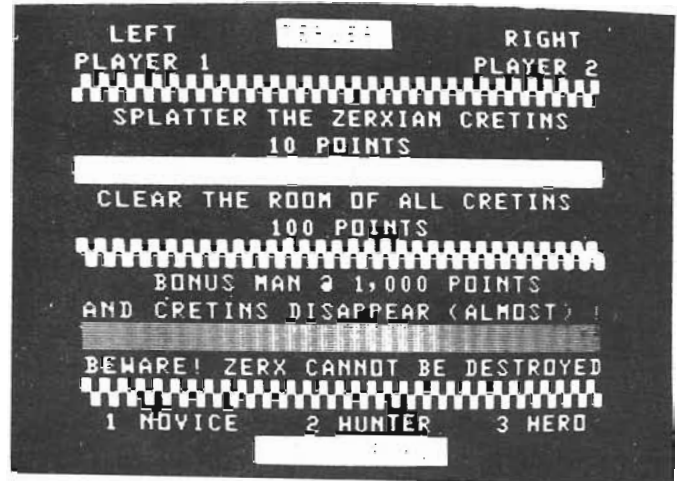 LEFT RIGHT
PLAYER 1 PLAYER 2
SPLATTER THE ZERXIAN CRETINS
10 POINTS
CLEAR THE ROOM OF ALL CRETINS
100 POINTS
BONUS MAN @ 1,000 POINTS
AND CRETINS DISAPPEAR (ALMOST) !
BEWARE! ZERX CANNOT BE DESTROYED
1 NOVICE 2 HUNTER 3 HERO